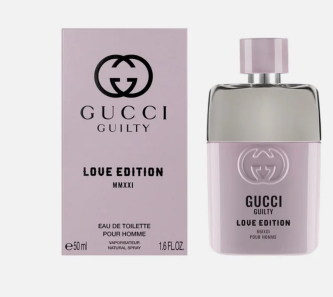 GUCCI
GUILTY
LOVE EDITION
MMXXI
EAU DE TOILETTE
POUR HOMME
VAPORISATEUR
NATURAL SPRAY
℮50 ml
1.6 FL.OZ.
GUCCI
GUILTY
LOVE EDITION
MMXXI
POUR HOMME